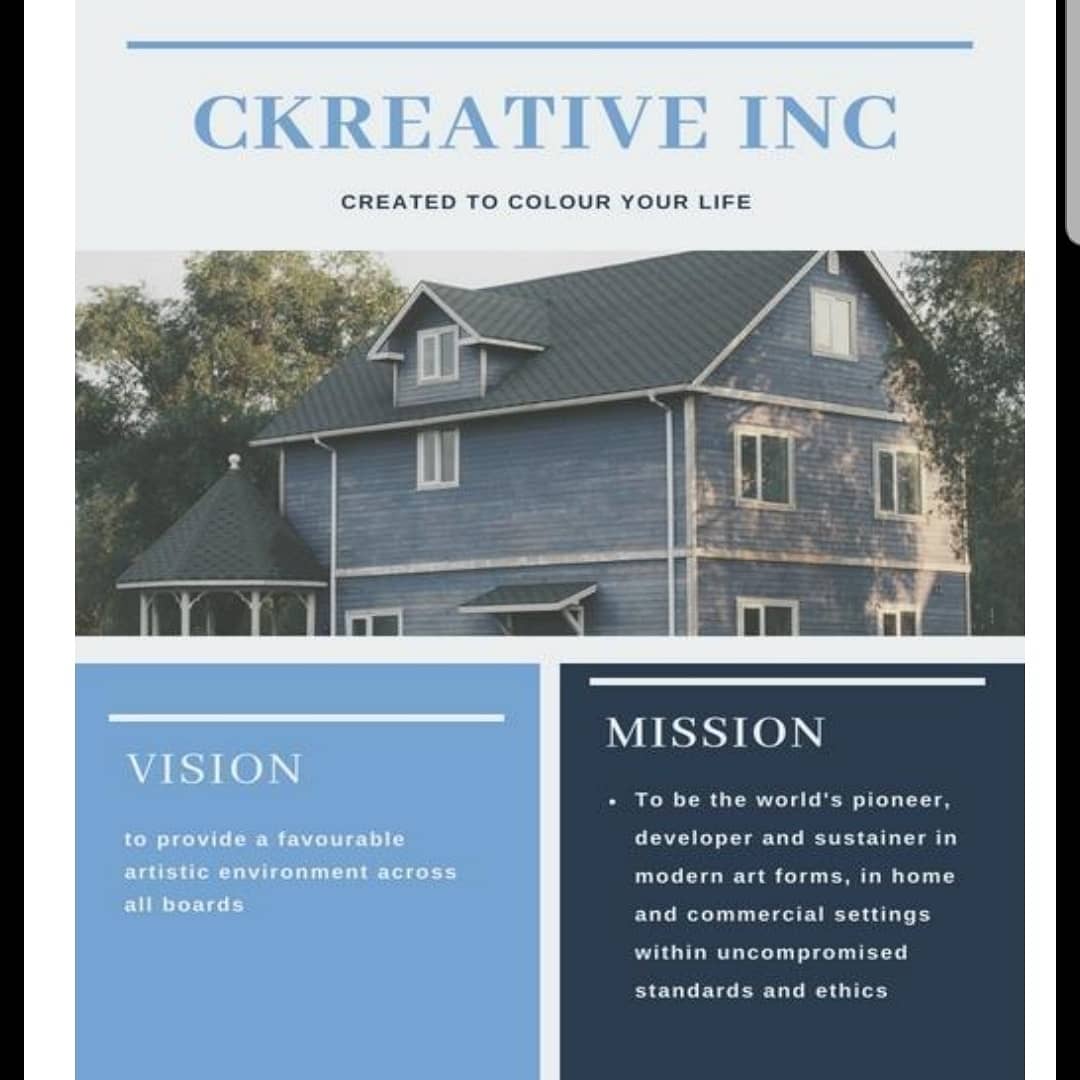 CKREATIVE INC
CREATED TO COLOUR YOUR LIFE
VISION
to provide a favourable
artistic environment across
all boards
MISSION
• To be the world's pioneer,
developer and sustainer in
modern art forms, in home
and commercial settings
within uncompromised
standards and ethics